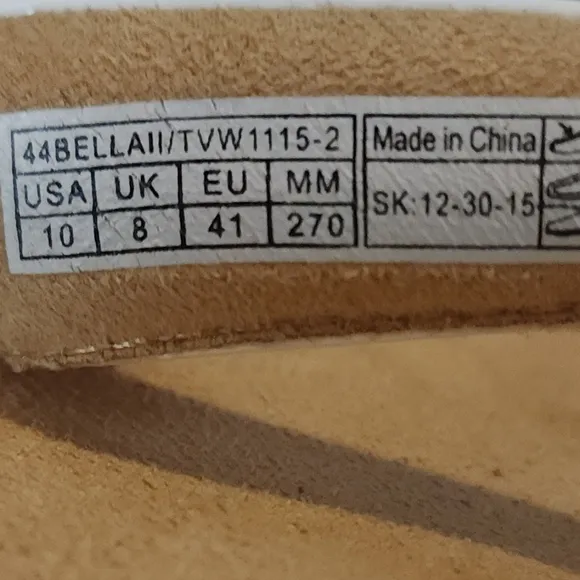 44BELLAII/TVW1115-2
USA UK EU MM
10 8 41 270
Made in China
SK:12-30-15